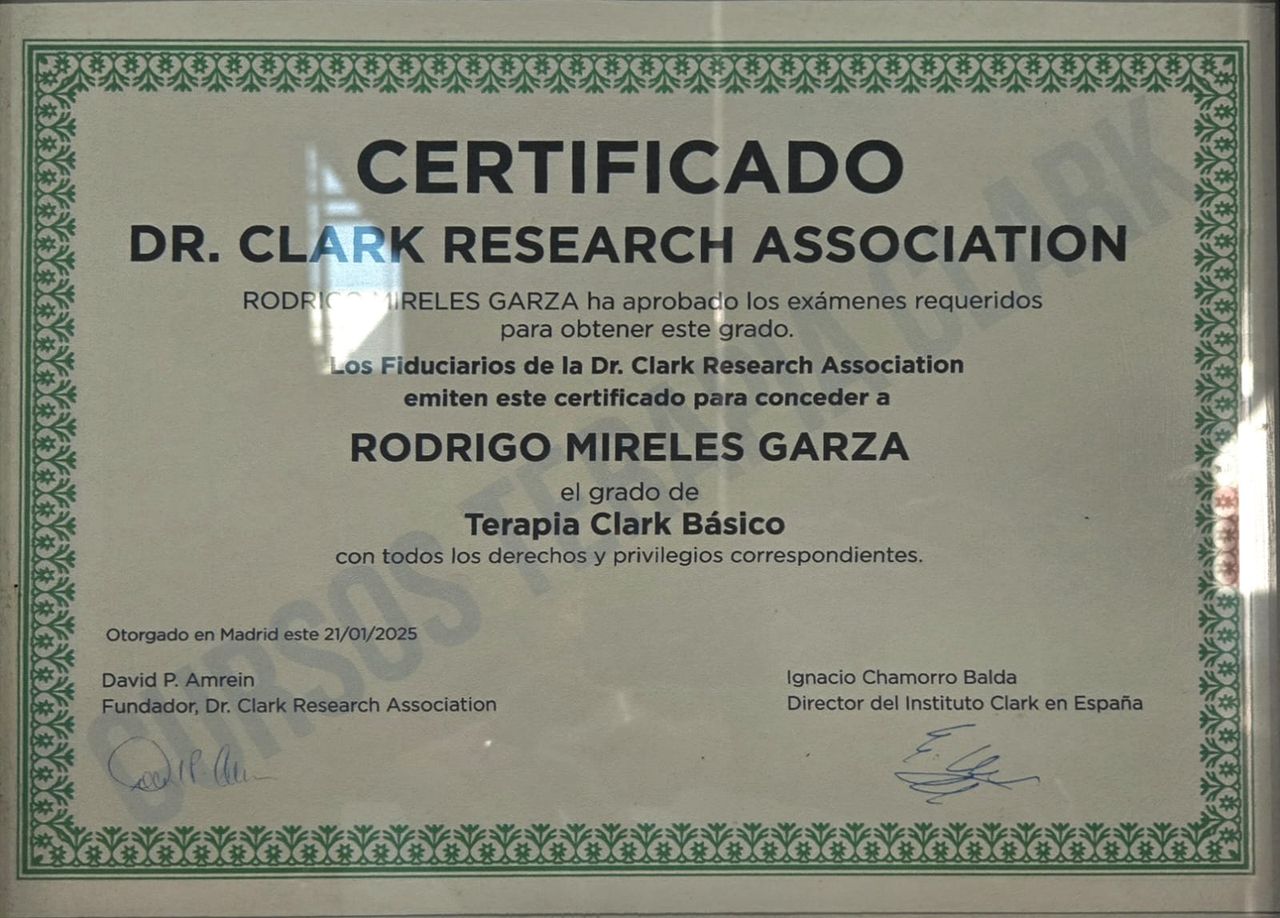 CERTIFICADO
DR. CLARK RESEARCH ASSOCIATION
RODRIGO MIRELES GARZA ha aprobado los exámenes requeridos
para obtener este grado.
Los Fiduciarios de la Dr. Clark Research Association
emiten este certificado para conceder a
RODRIGO MIRELES GARZA
el grado de
Terapia Clark Básico
con todos los derechos y privilegios correspondientes.
CURSOS TERAPIA CLARK
Otorgado en Madrid este 21/01/2025
David P. Amrein
Fundador, Dr. Clark Research Association
Ignacio Chamorro Balda
Director del Instituto Clark en España